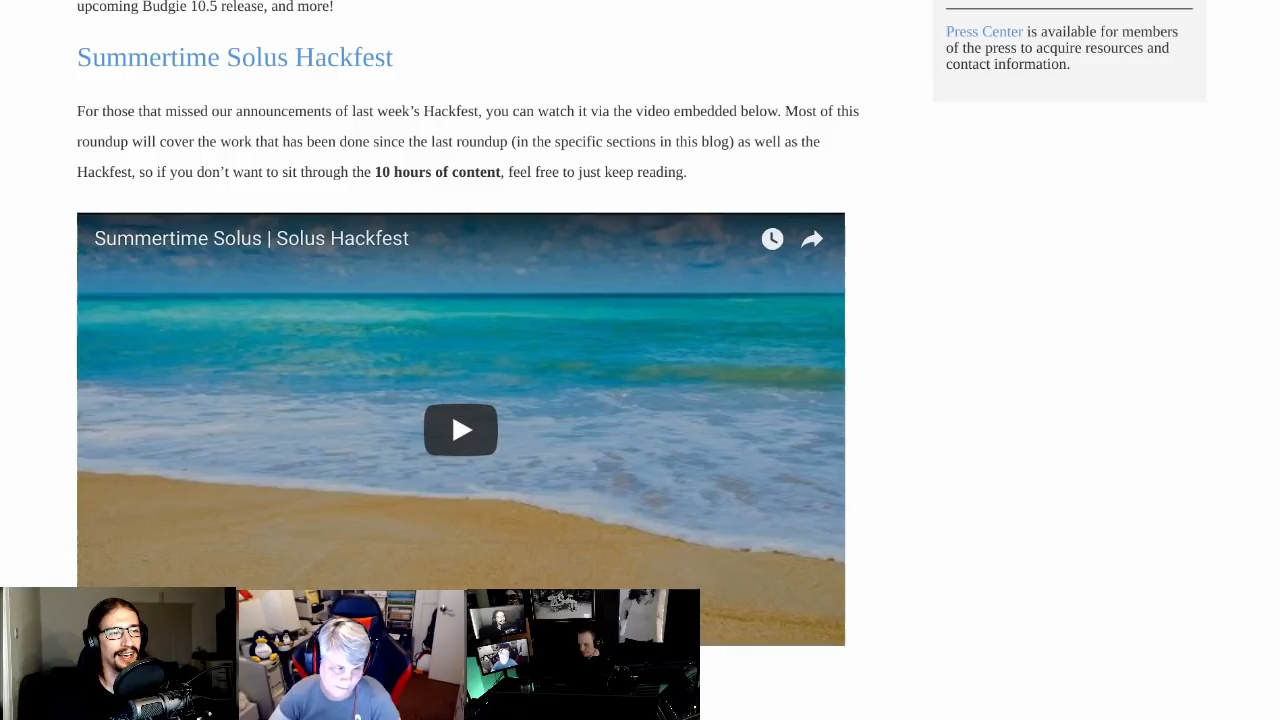 upcoming Budgie 10.5 release, and more!
Summertime Solus Hackfest
For those that missed our announcements of last week’s Hackfest, you can watch it via the video embedded below. Most of this
roundup will cover the work that has been done since the last roundup (in the specific sections in this blog) as well as the
Hackfest, so if you don’t want to sit through the 10 hours of content, feel free to just keep reading.
Summertime Solus | Solus Hackfest
Press Center is available for members
of the press to acquire resources and
contact information.